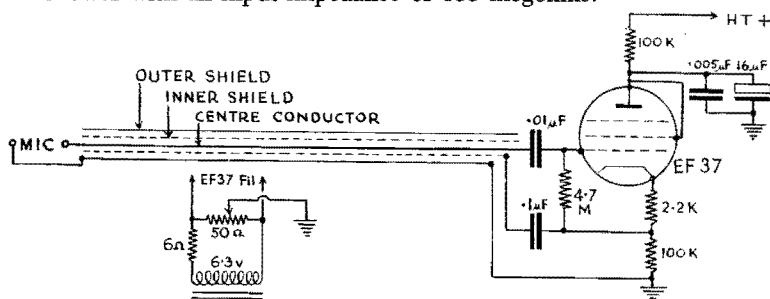 HT +
100K
·005µF 16µF
OUTER SHIELD
INNER SHIELD
CENTRE CONDUCTOR
·01µF
MIC
EF 37
EF37 Fil
4·7
M
2·2K
·1µF
50Ω
6Ω
6·3v
100K